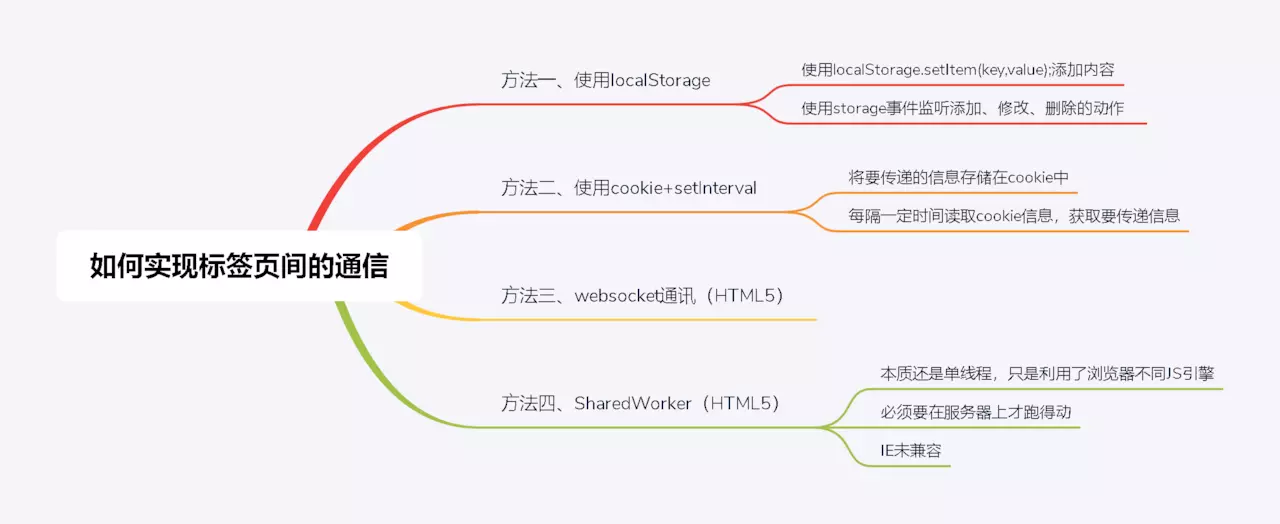 如何实现标签页间的通信
方法一、使用localStorage
使用localStorage.setItem(key,value);添加内容
使用storage事件监听添加、修改、删除的动作
方法二、使用cookie+setInterval
将要传递的信息存储在cookie中
每隔一定时间读取cookie信息，获取要传递信息
方法三、websocket通讯（HTML5）
方法四、SharedWorker（HTML5）
本质还是单线程，只是利用了浏览器不同JS引擎
必须要在服务器上才跑得动
IE未兼容